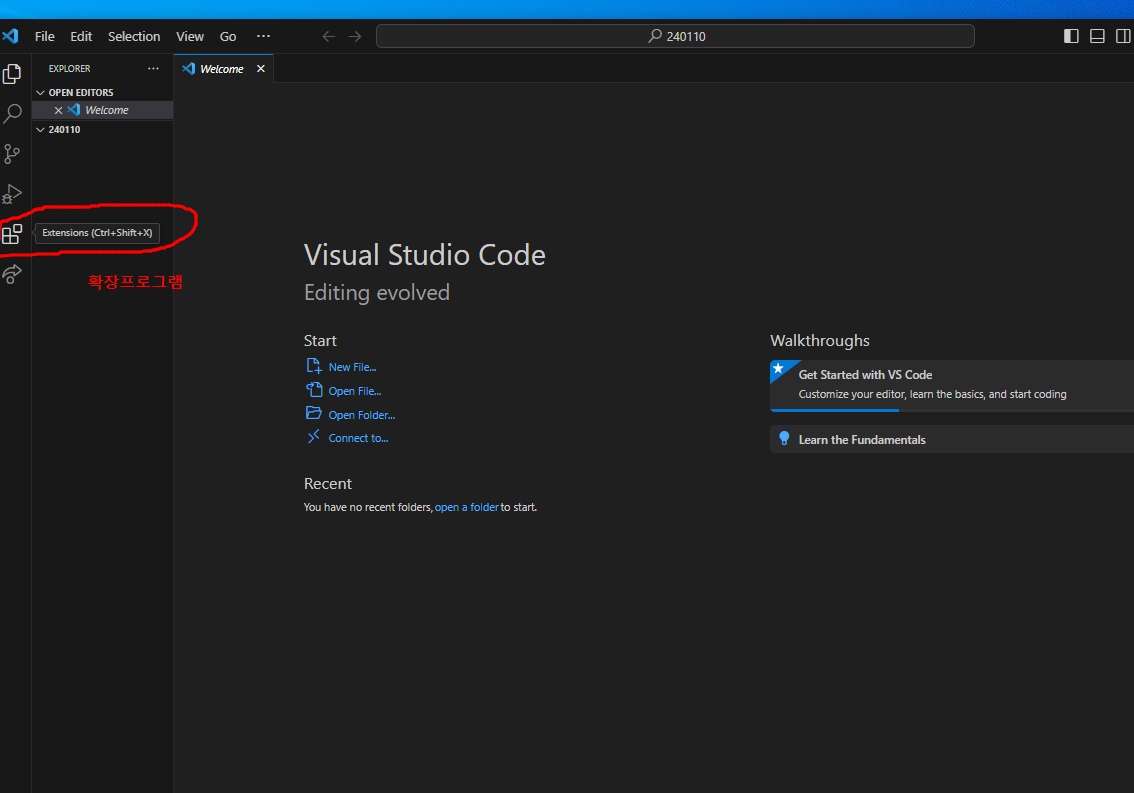 File Edit Selection View Go ···
240110
EXPLORER ···
Welcome
OPEN EDITORS
Welcome
240110
Extensions (Ctrl+Shift+X)
확장프로그램
Visual Studio Code
Editing evolved
Start
New File...
Open File...
Open Folder...
Connect to...
Recent
You have no recent folders, open a folder to start.
Walkthroughs
Get Started with VS Code
Customize your editor, learn the basics, and start coding
Learn the Fundamentals